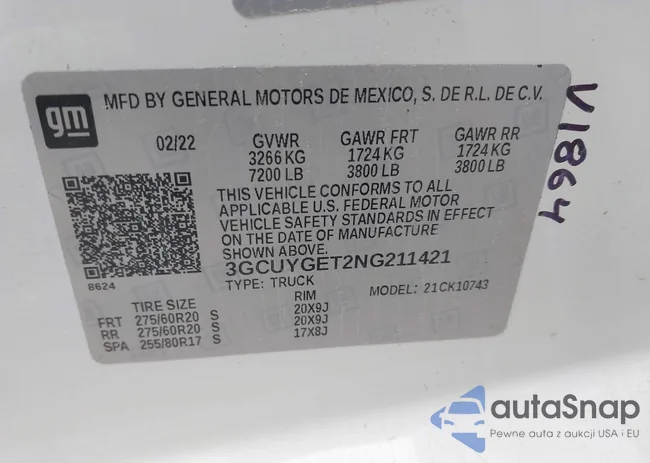 gm
MFD BY GENERAL MOTORS DE MEXICO, S. DE R.L. DE C.V.
02/22 GVWR GAWR FRT GAWR RR
3266 KG 1724 KG 1724 KG
7200 LB 3800 LB 3800 LB
THIS VEHICLE CONFORMS TO ALL
APPLICABLE U.S. FEDERAL MOTOR
VEHICLE SAFETY STANDARDS IN EFFECT
ON THE DATE OF MANUFACTURE
SHOWN ABOVE.
3GCUYGET2NG211421
TYPE: TRUCK MODEL: 21CK10743
8624
TIRE SIZE RIM
FRT 275/60R20 S 20X9J
RR 275/60R20 S 20X9J
SPA 255/80R17 S 17X8J
V1864
autaSnap
Pewne auta z aukcji USA i EU